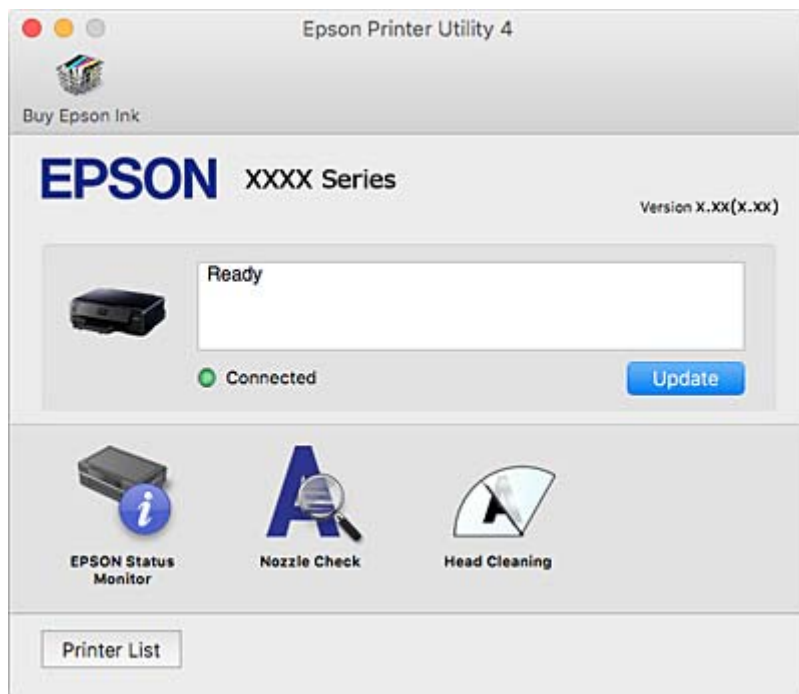 Epson Printer Utility 4
Buy Epson Ink
EPSON XXXX Series
Version X.XX(X.XX)
Ready
Connected
Update
EPSON Status
Monitor
Nozzle Check
Head Cleaning
Printer List